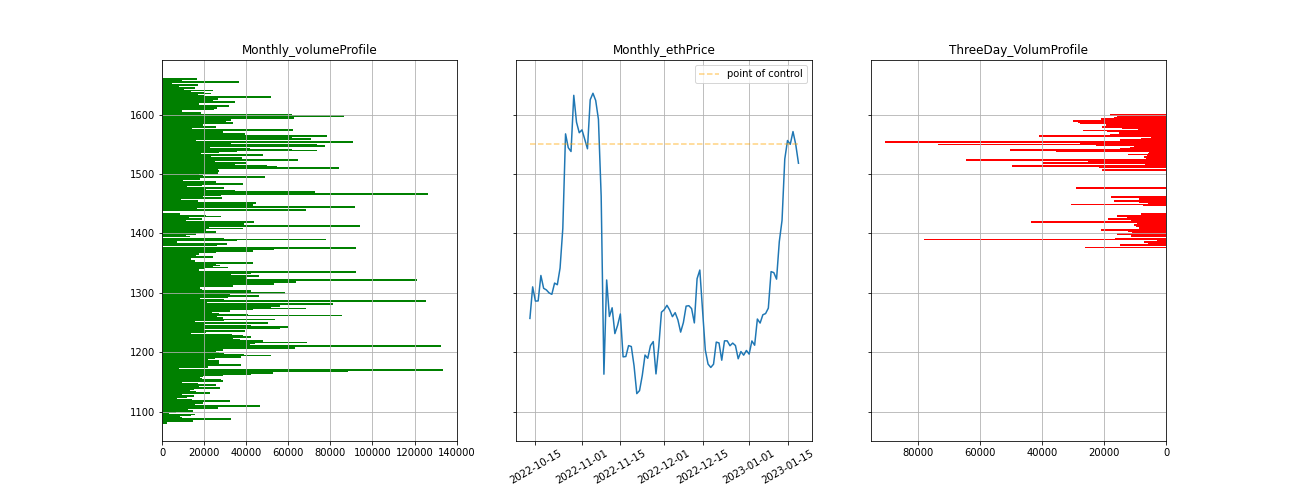 Monthly_volumeProfile
Monthly_ethPrice
ThreeDay_VolumProfile
point of control
1600
1500
1400
1300
1200
1100
0 20000 40000 60000 80000 100000 120000 140000
2022-10-15 2022-11-01 2022-11-15 2022-12-01 2022-12-15 2023-01-01 2023-01-15
80000 60000 40000 20000 0